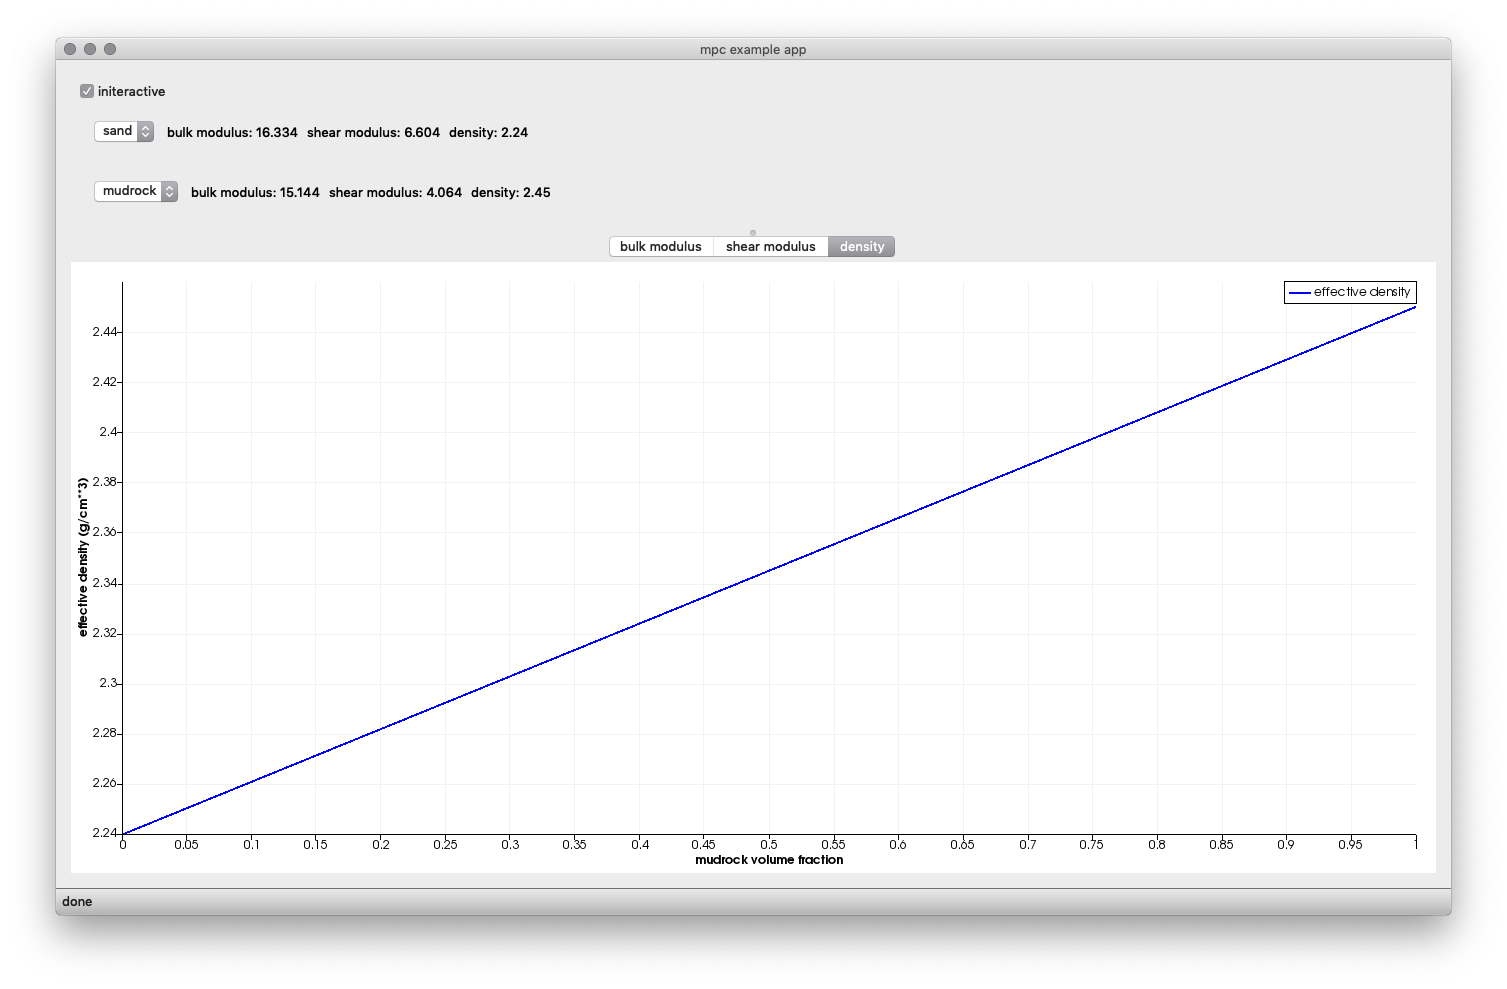 mpc example app
initeractive
sand bulk modulus: 16.334 shear modulus: 6.604 density: 2.24
mudrock bulk modulus: 15.144 shear modulus: 4.064 density: 2.45
bulk modulus shear modulus density
effective density
2.44
2.42
2.4
2.38
2.36
2.34
2.32
2.3
2.28
2.26
2.24
effective density (g/cm**3)
0 0.05 0.1 0.15 0.2 0.25 0.3 0.35 0.4 0.45 0.5 0.55 0.6 0.65 0.7 0.75 0.8 0.85 0.9 0.95 1
mudrock volume fraction
done